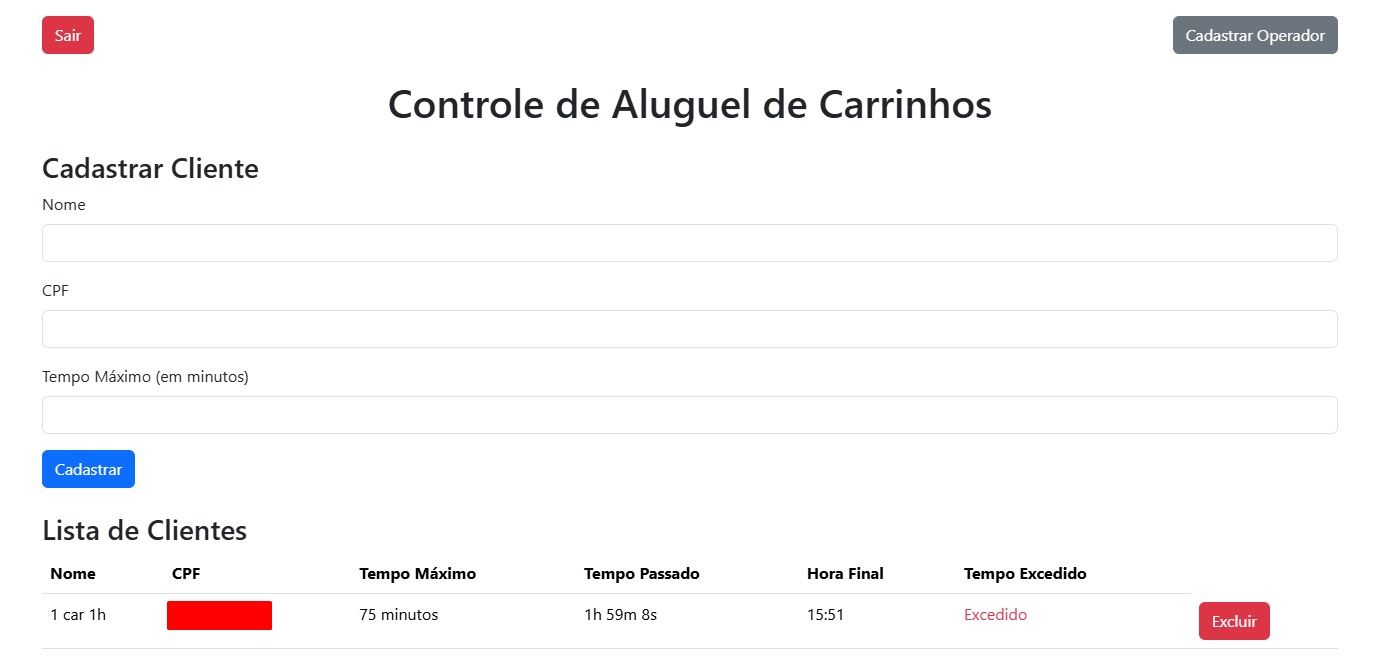 Sair Cadastrar Operador
Controle de Aluguel de Carrinhos
Cadastrar Cliente
Nome
CPF
Tempo Máximo (em minutos)
Cadastrar
Lista de Clientes
Nome CPF Tempo Máximo Tempo Passado Hora Final Tempo Excedido
1 car 1h 75 minutos 1h 59m 8s 15:51 Excedido Excluir